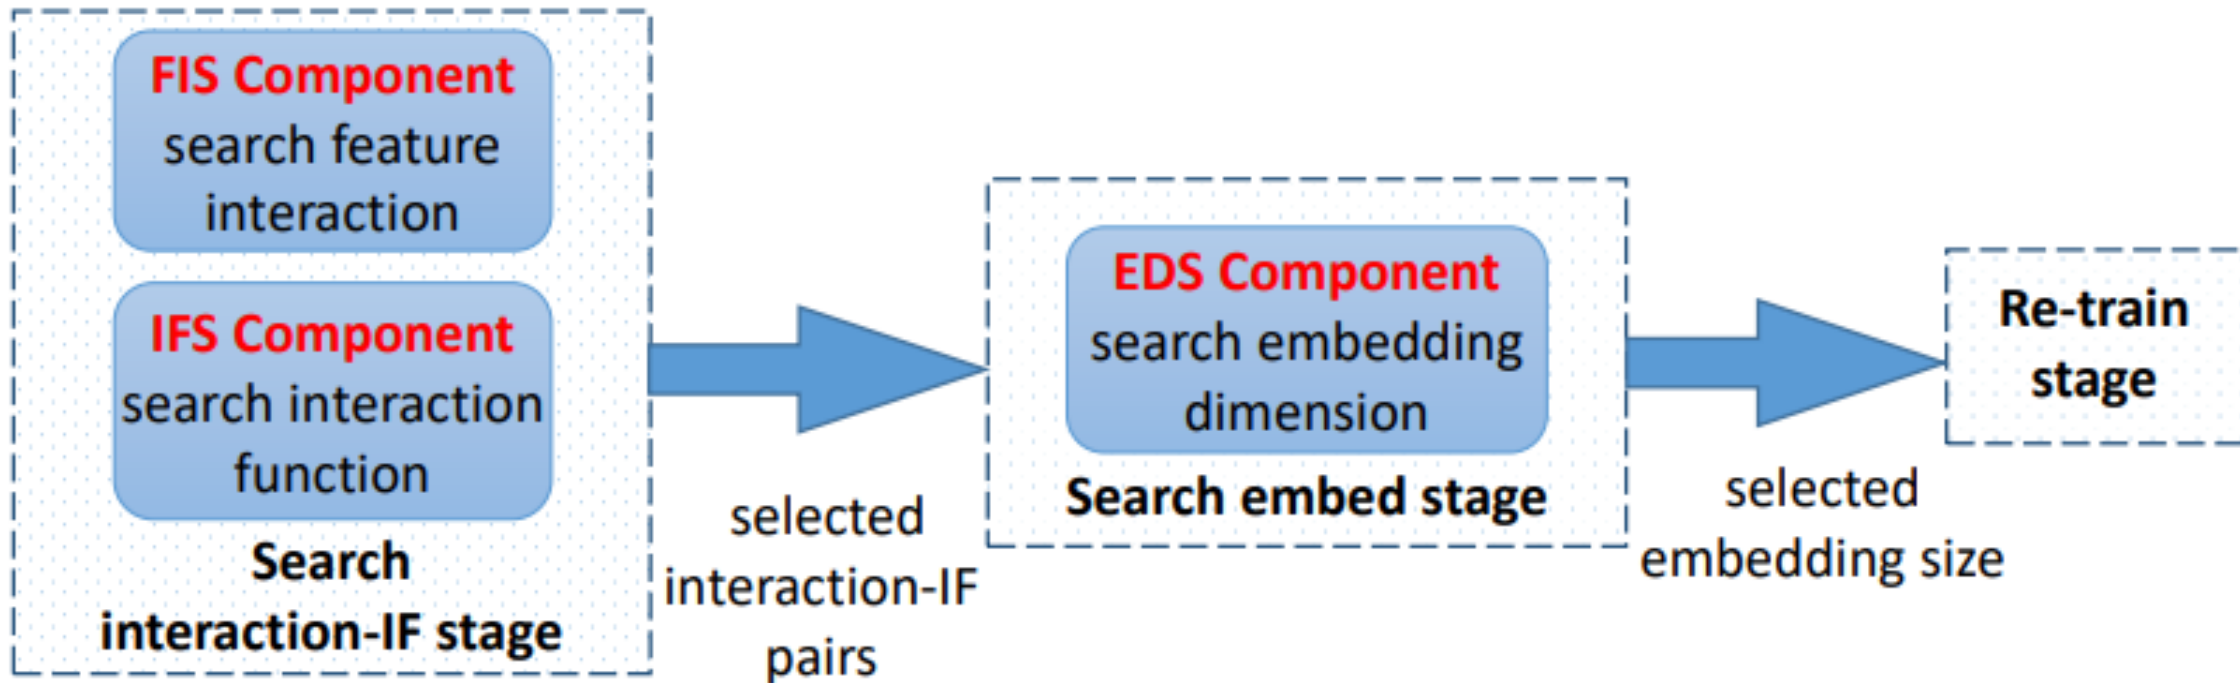 FIS Component
search feature
interaction
IFS Component
search interaction
function
Search
interaction-IF stage
selected
interaction-IF
pairs
EDS Component
search embedding
dimension
Search embed stage
selected
embedding size
Re-train
stage